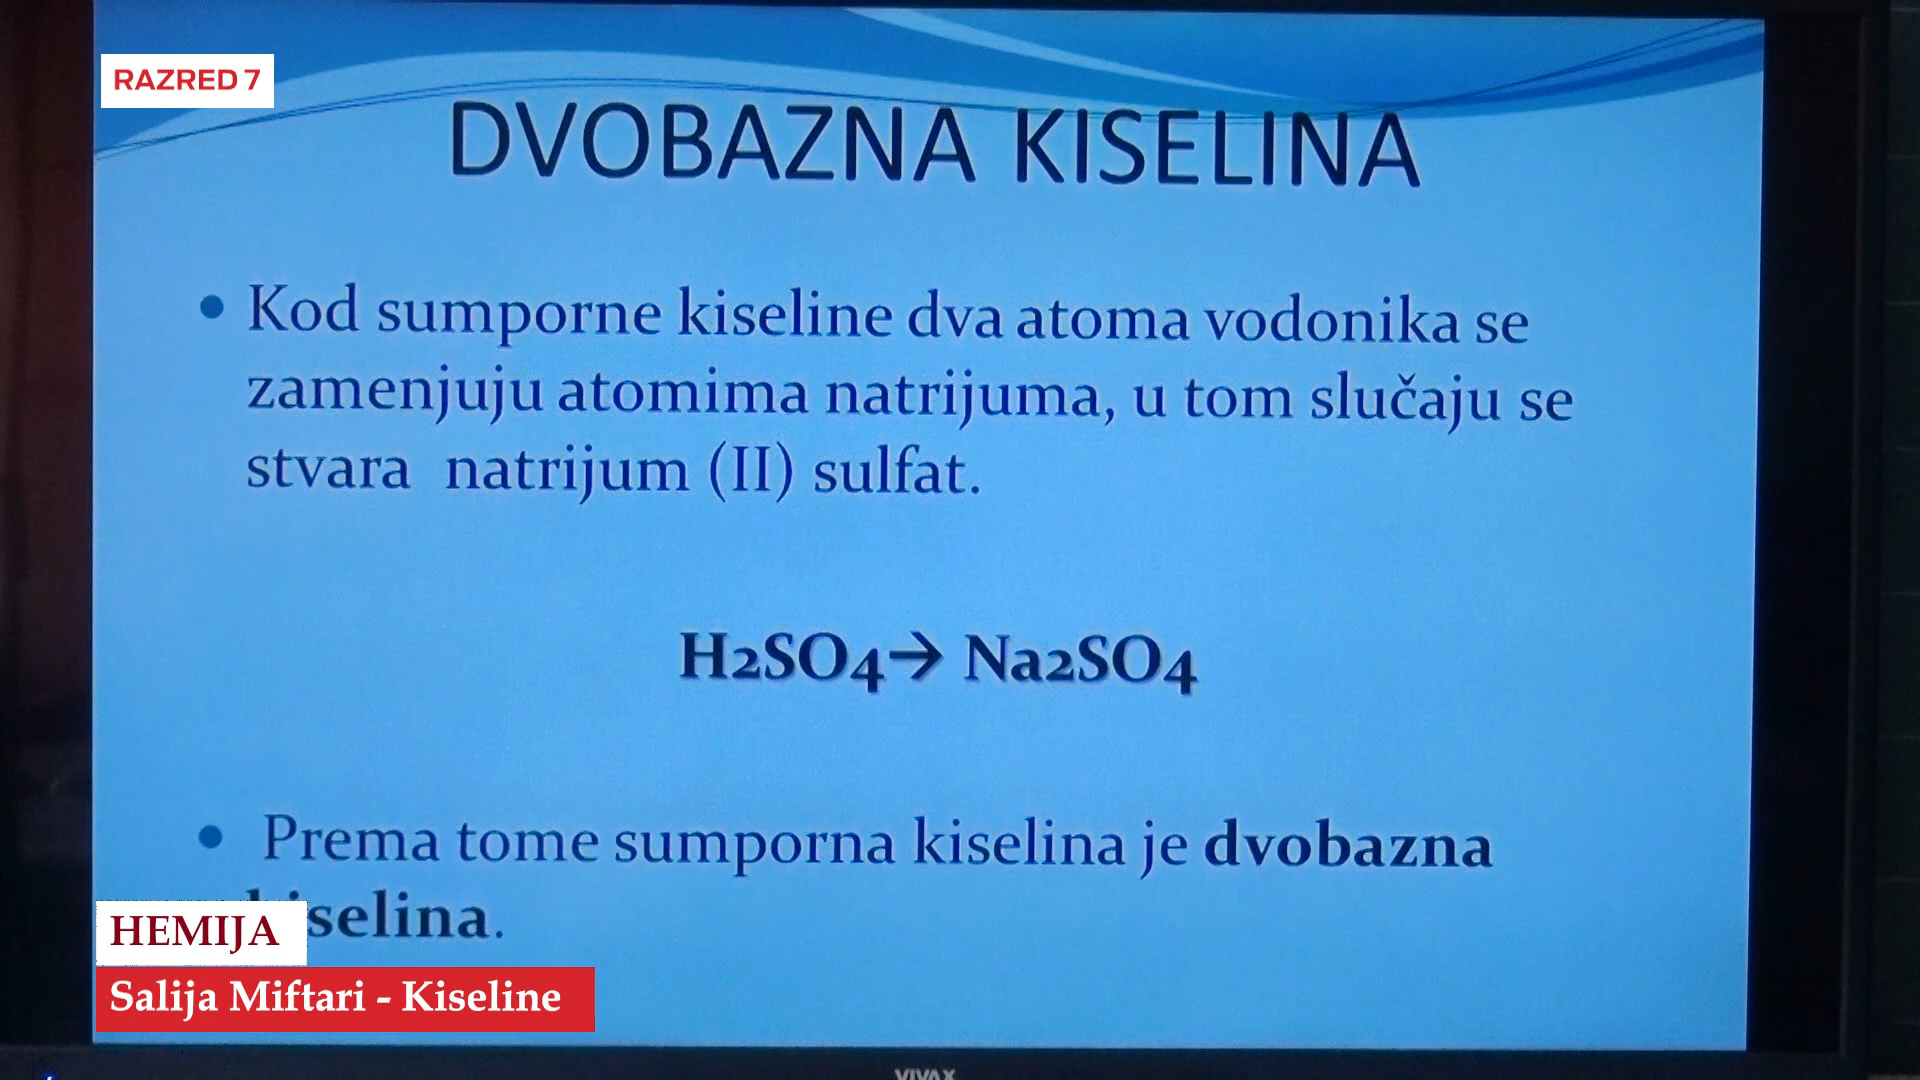 RAZRED 7
DVOBAZNA KISELINA
• Kod sumporne kiseline dva atoma vodonika se
zamenjuju atomima natrijuma, u tom slučaju se
stvara natrijum (II) sulfat.
H2SO4→ Na2SO4
• Prema tome sumporna kiselina je dvobazna
kiselina.
HEMIJA
Salija Miftari - Kiseline
VIVAX